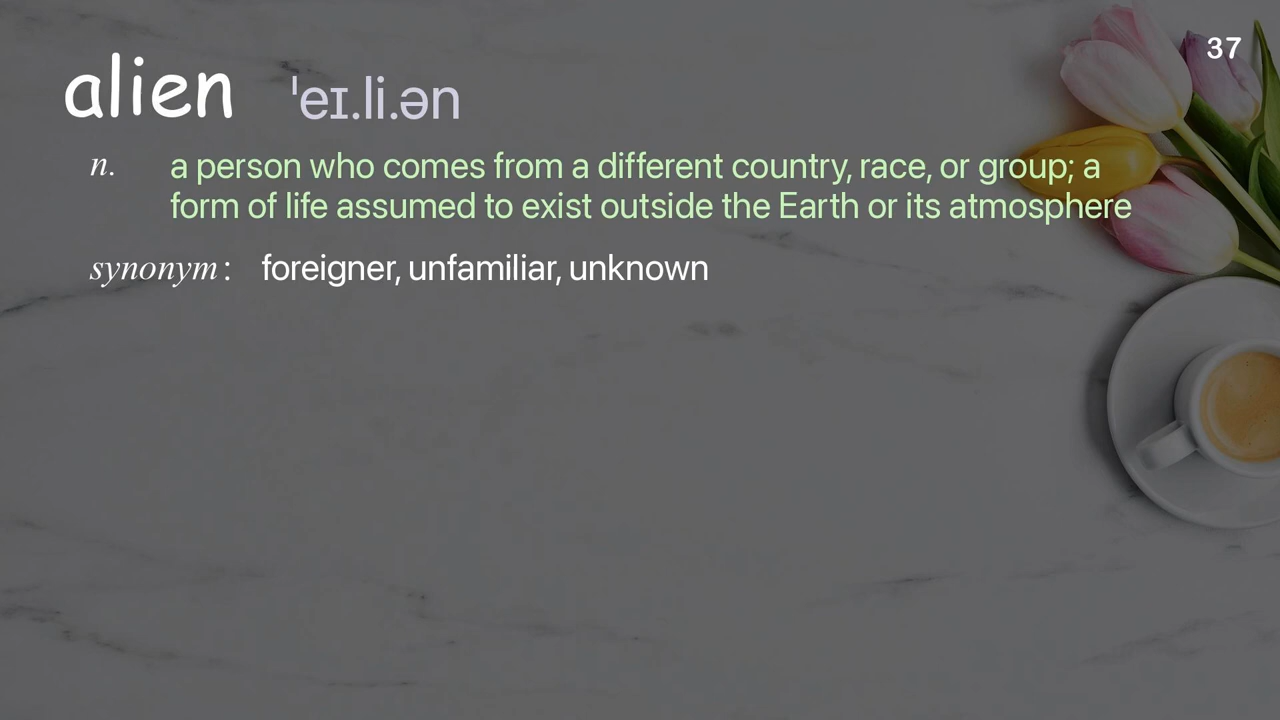 37
alien ˈeɪ.li.ən
n. a person who comes from a different country, race, or group; a
form of life assumed to exist outside the Earth or its atmosphere
synonym: foreigner, unfamiliar, unknown